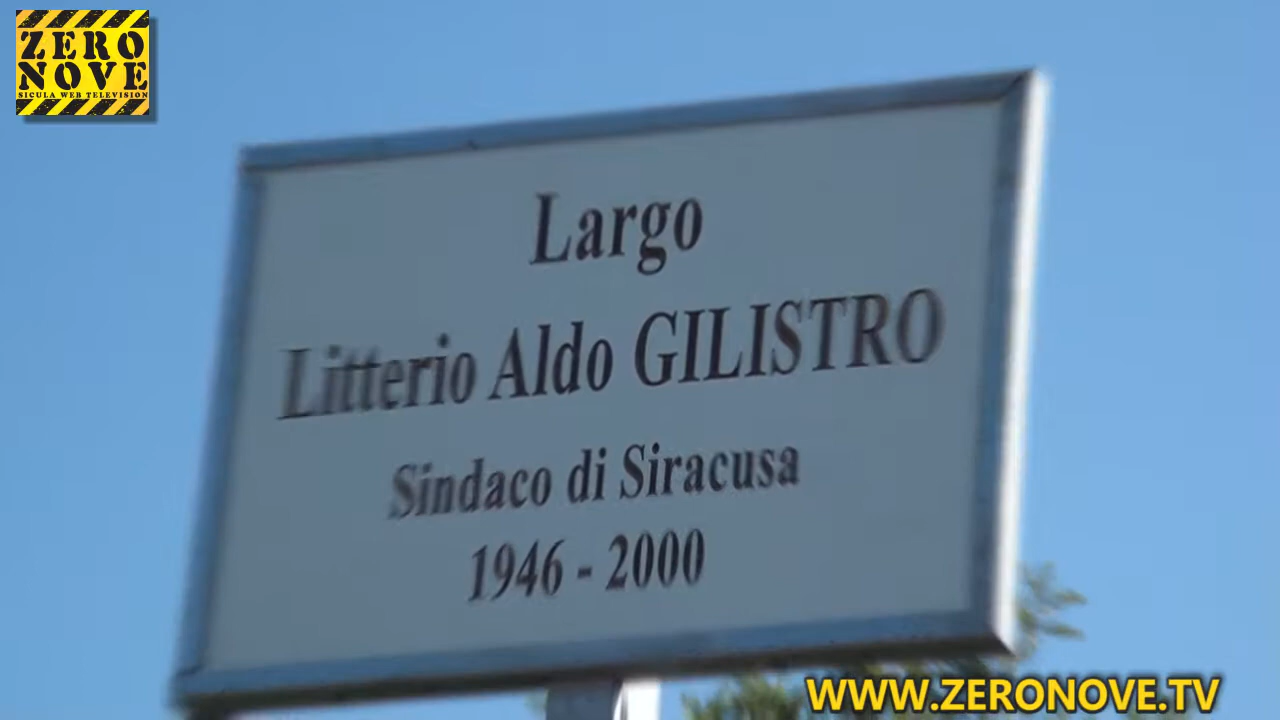 ZERO
NOVE
SICULA WEB TELEVISION
Largo
Litterio Aldo GILISTRO
Sindaco di Siracusa
1946 - 2000
WWW.ZERONOVE.TV